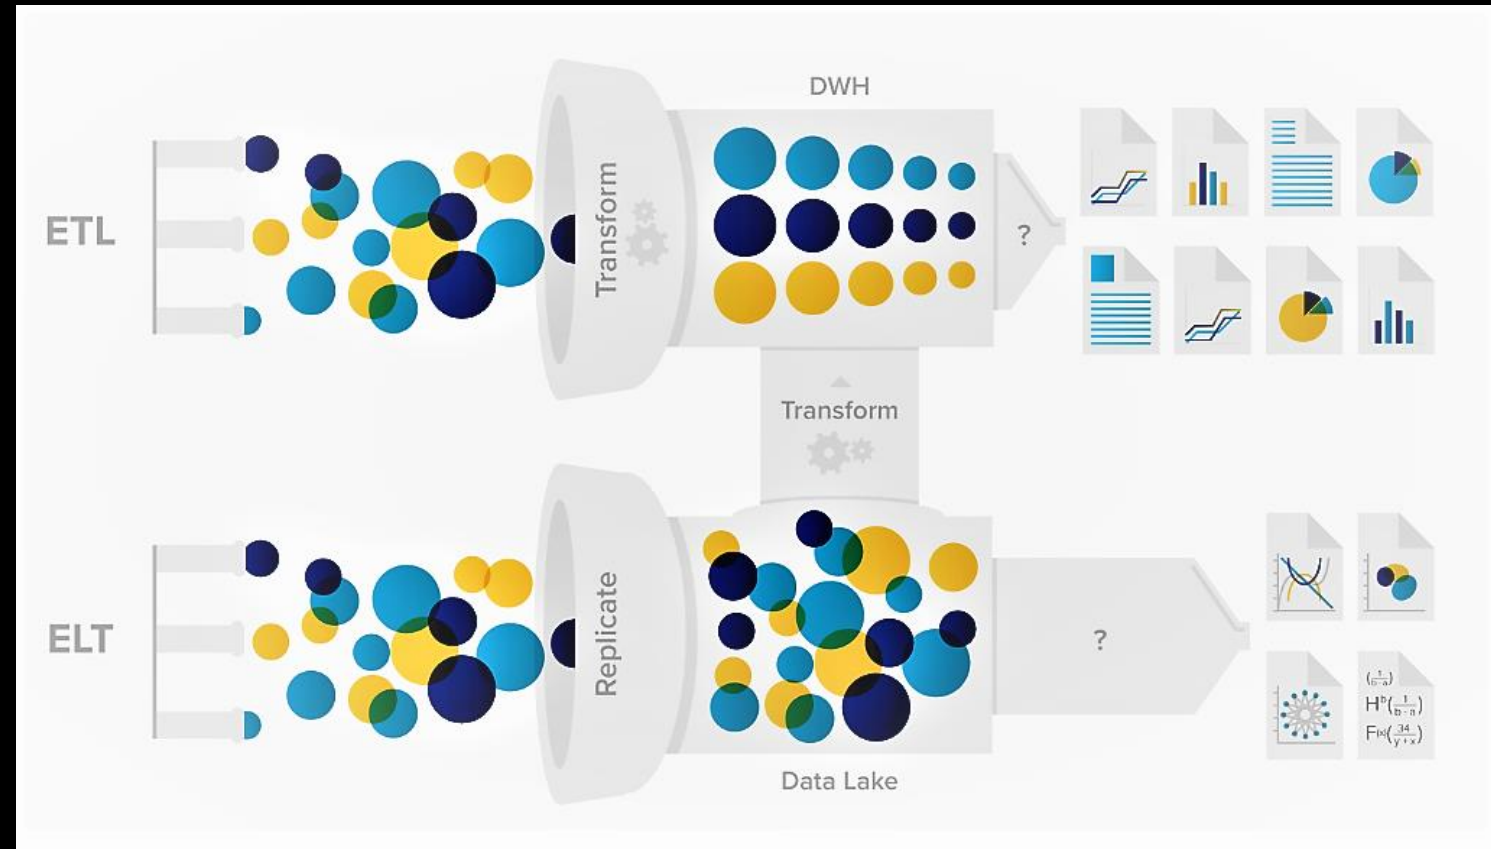 DWH
ETL
Transform
?
Transform
ELT
Replicate
?
Data Lake